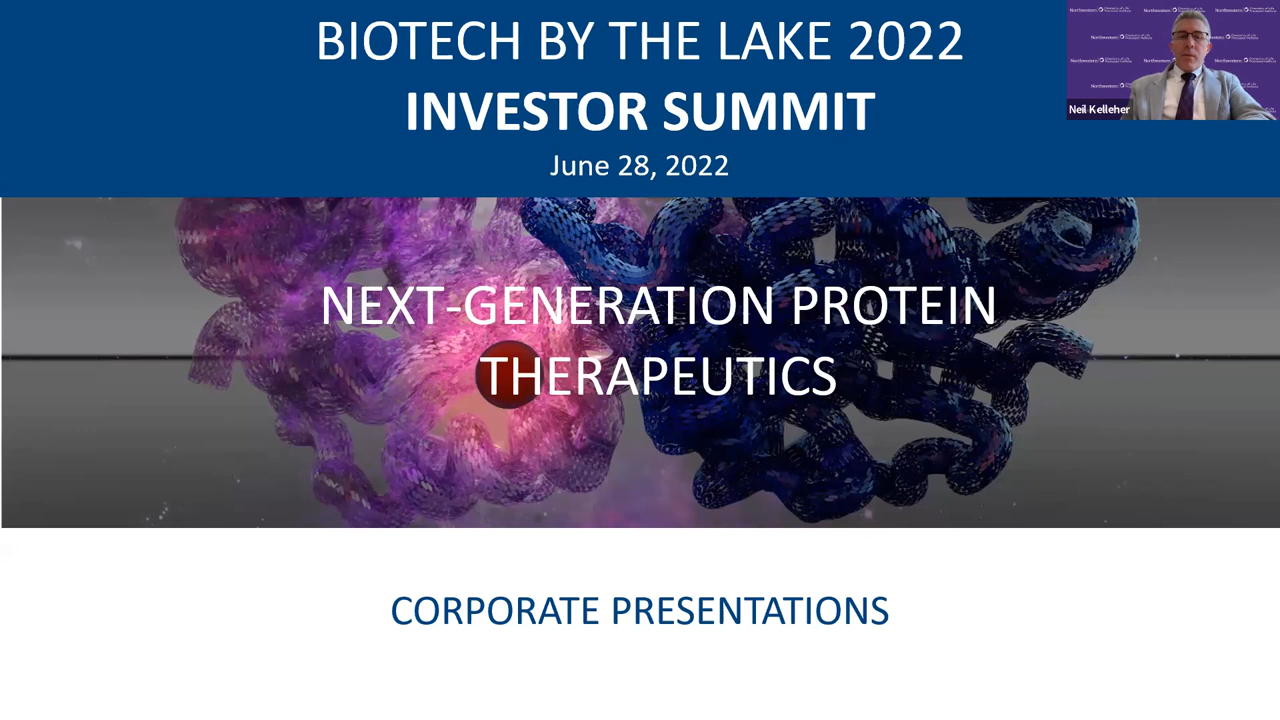 BIOTECH BY THE LAKE 2022
INVESTOR SUMMIT
June 28, 2022
Neil Kelleher
NEXT-GENERATION PROTEIN
THERAPEUTICS
CORPORATE PRESENTATIONS